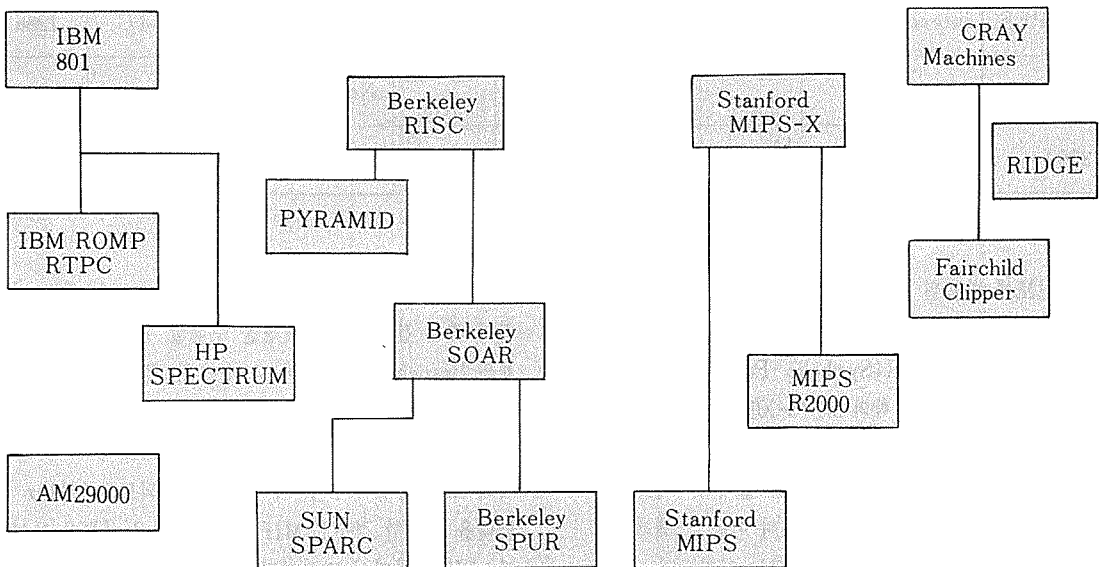 IBM
801
CRAY
Machines
Berkeley
RISC
Stanford
MIPS-X
RIDGE
PYRAMID
IBM ROMP
RTPC
Fairchild
Clipper
Berkeley
SOAR
HP
SPECTRUM
MIPS
R2000
AM29000
SUN
SPARC
Berkeley
SPUR
Stanford
MIPS